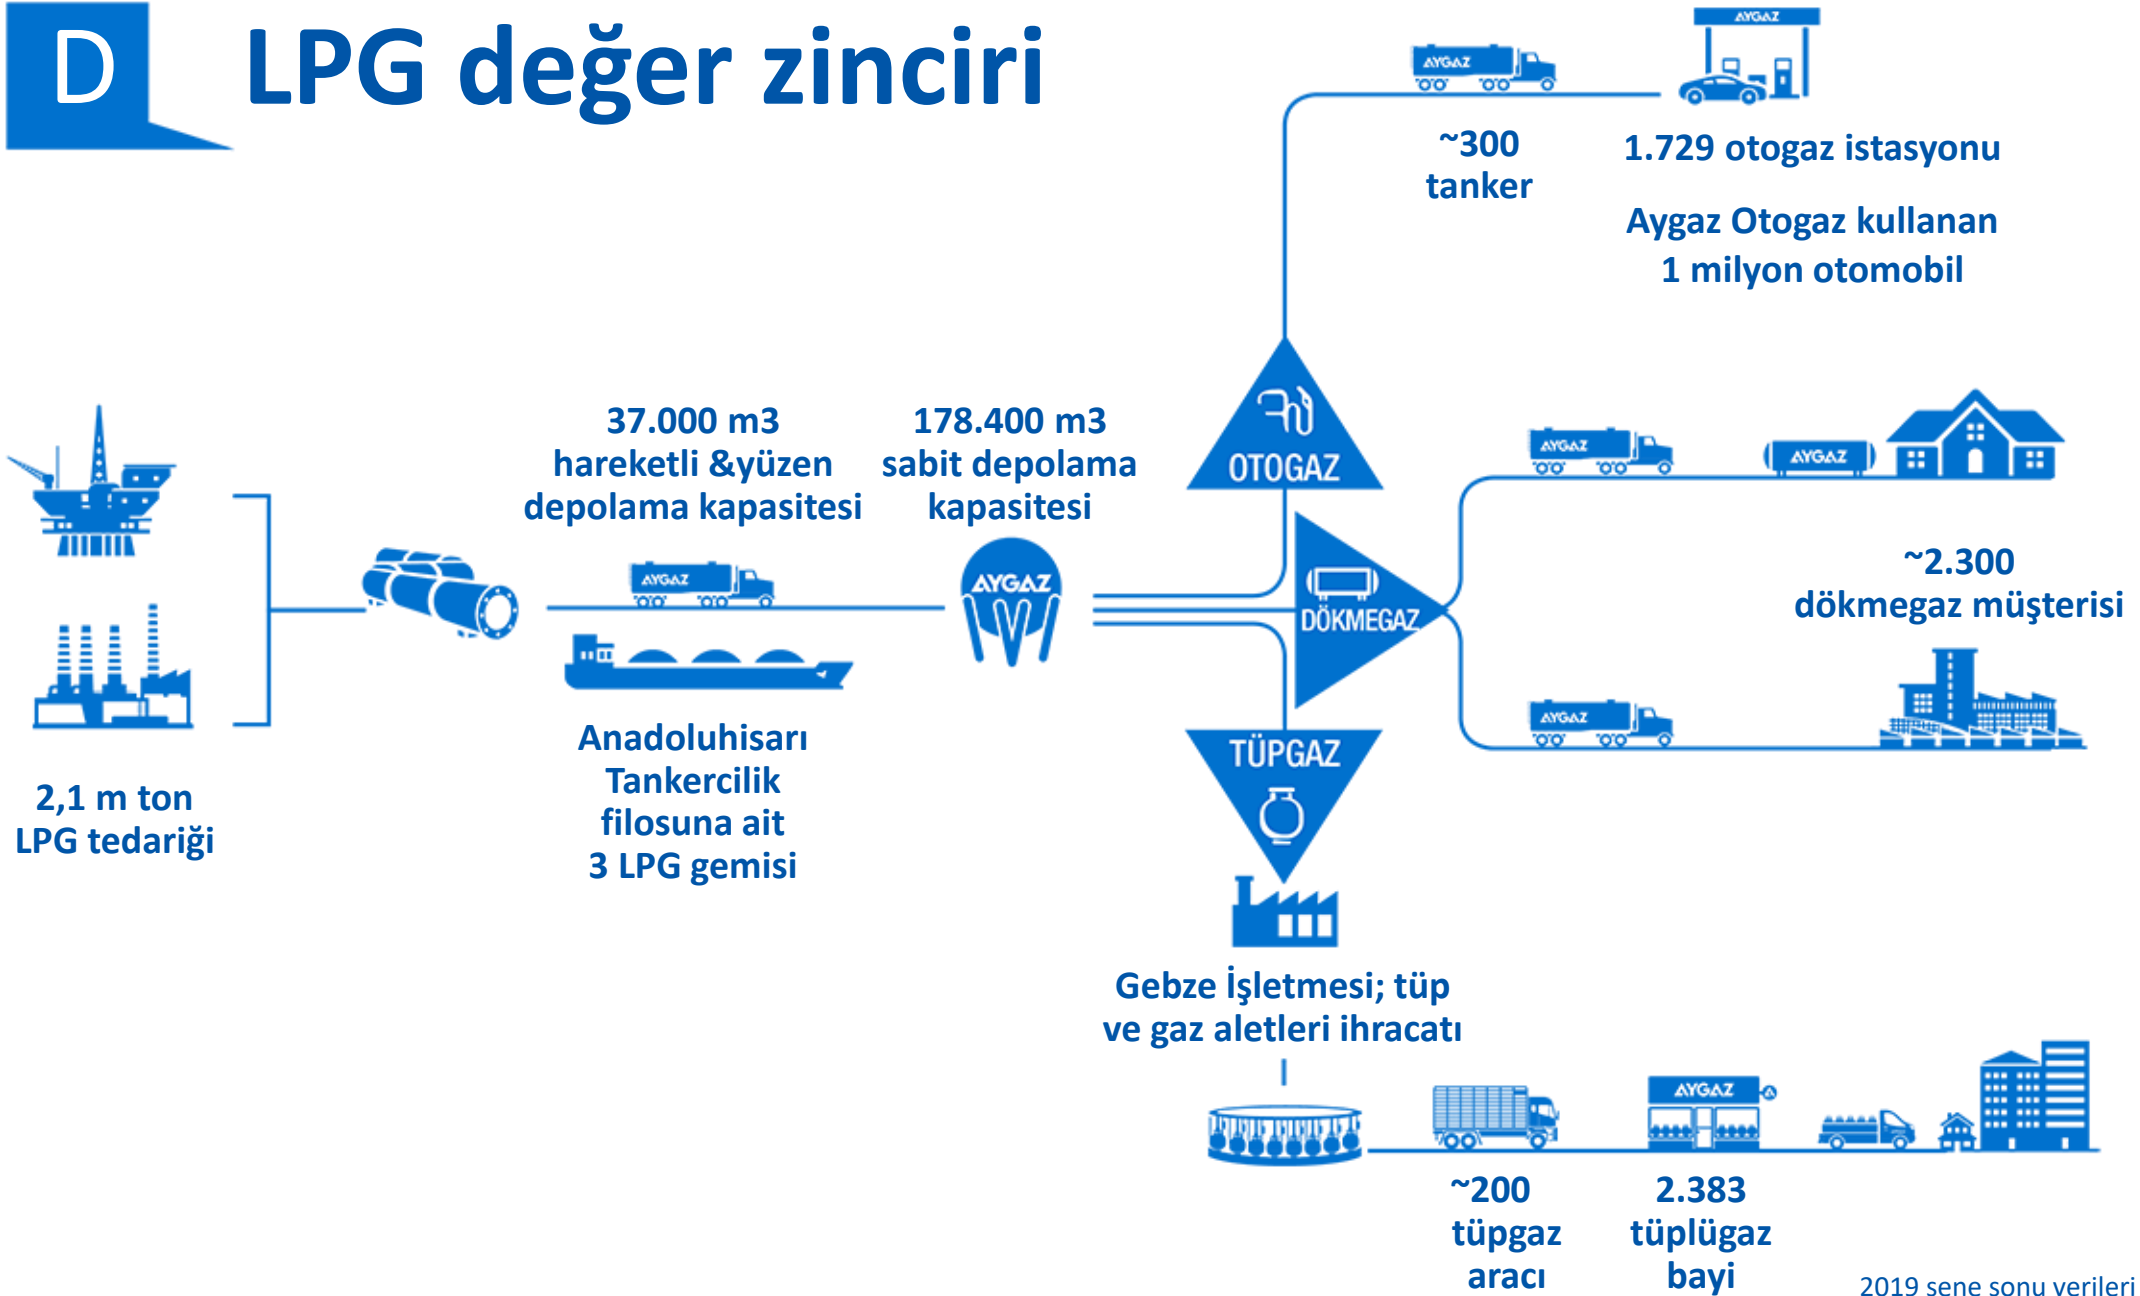 D
LPG değer zinciri
AYGAZ
AYGAZ
~300
tanker
1.729 otogaz istasyonu
Aygaz Otogaz kullanan
1 milyon otomobil
2,1 m ton
LPG tedariği
37.000 m3
hareketli &yüzen
depolama kapasitesi
AYGAZ
Anadoluhisarı
Tankercilik
filosuna ait
3 LPG gemisi
178.400 m3
sabit depolama
kapasitesi
AYGAZ
OTOGAZ
DÖKMEGAZ
TÜPGAZ
AYGAZ
AYGAZ
~2.300
dökmegaz müşterisi
AYGAZ
Gebze İşletmesi; tüp
ve gaz aletleri ihracatı
AYGAZ
~200
tüpgaz
aracı
2.383
tüplügaz
bayi
2019 sene sonu verileri